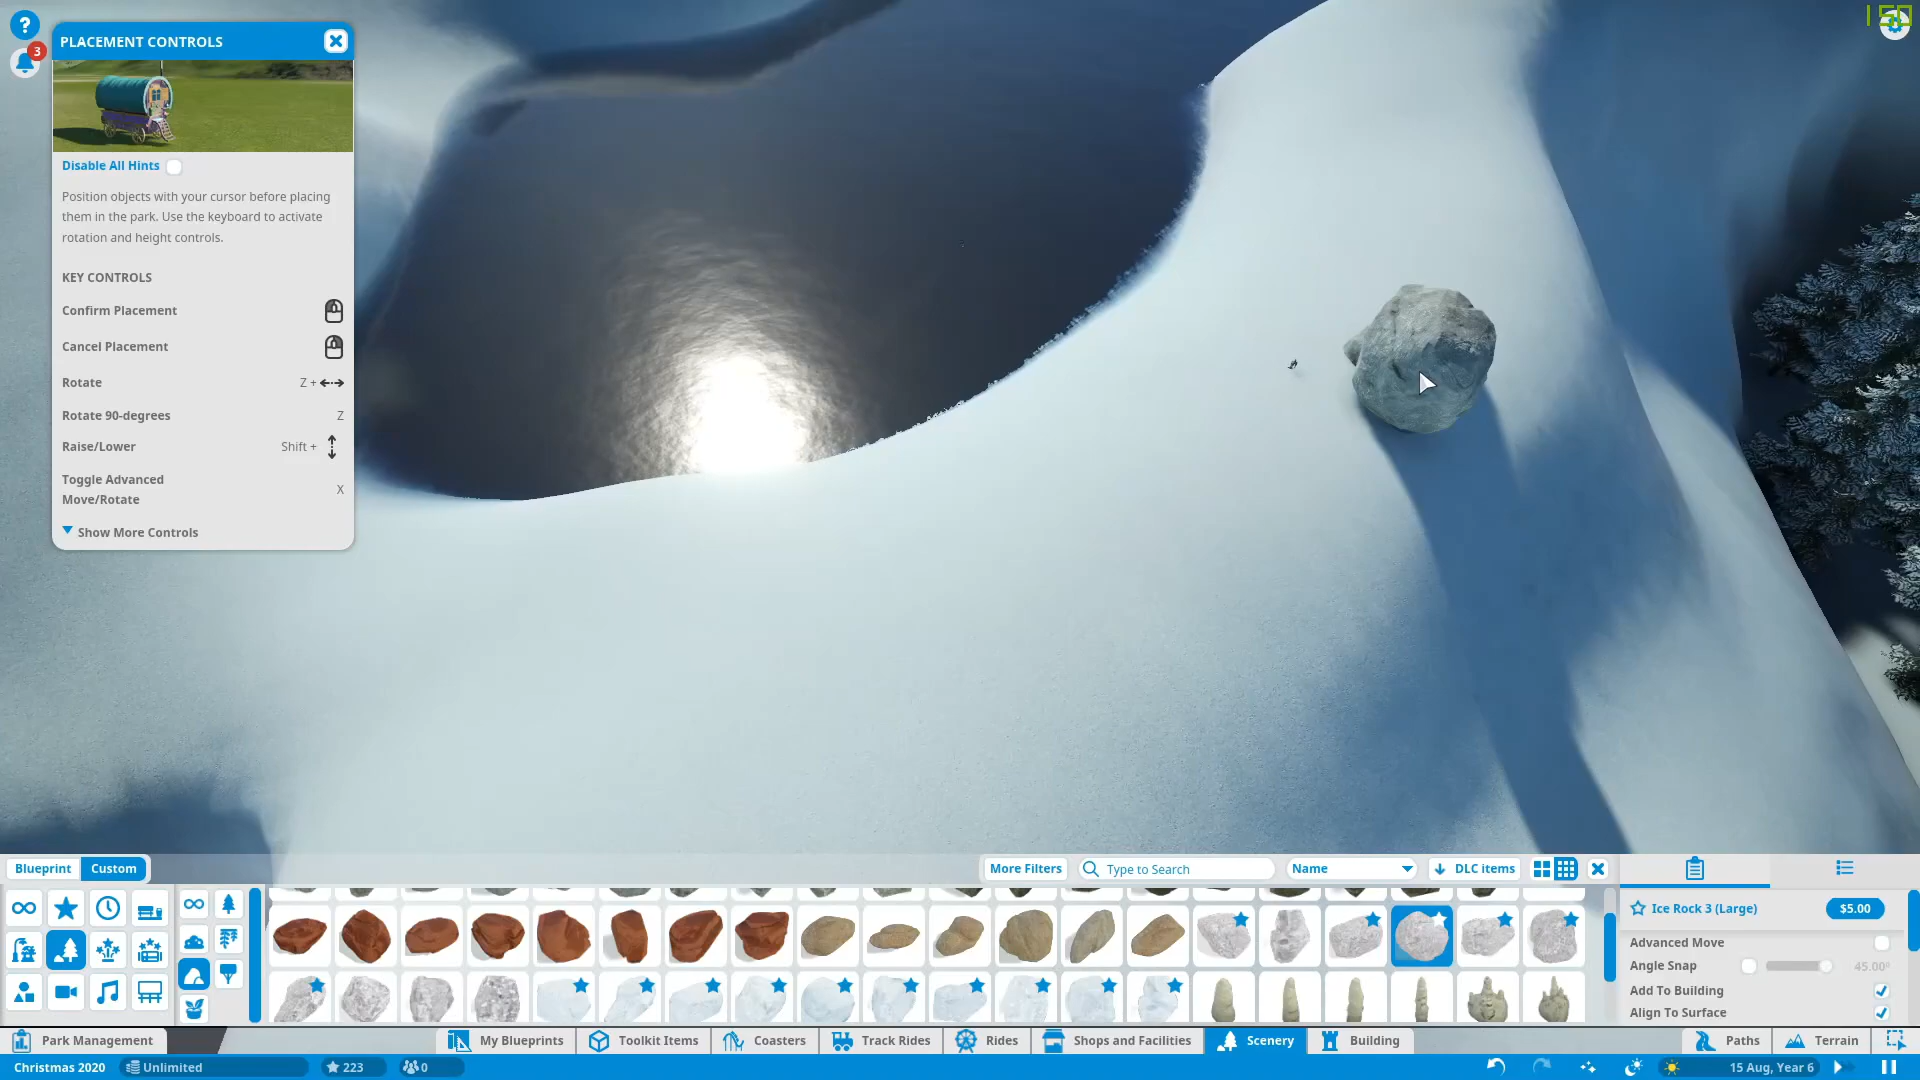 ?
3
PLACEMENT CONTROLS
150
Disable All Hints
Position objects with your cursor before placing
them in the park. Use the keyboard to activate
rotation and height controls.
KEY CONTROLS
Confirm Placement
Cancel Placement
Rotate Z +
Rotate 90-degrees Z
Raise/Lower Shift +
Toggle Advanced
Move/Rotate X
Show More Controls
Blueprint Custom More Filters Type to Search Name DLC items
Ice Rock 3 (Large) $5.00
Advanced Move
Angle Snap 45.00°
Add To Building
Align To Surface
Park Management My Blueprints Toolkit Items Coasters Track Rides Rides Shops and Facilities Scenery Building Paths Terrain
Christmas 2020 Unlimited 223 0 15 Aug, Year 6